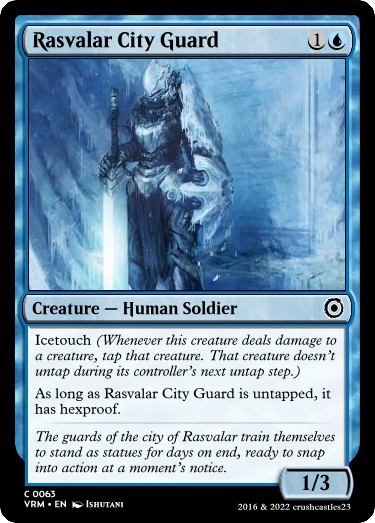 Rasvalar City Guard 1
Creature — Human Soldier
Icetouch (Whenever this creature deals damage to
a creature, tap that creature. That creature doesn't
untap during its controller's next untap step.)
As long as Rasvalar City Guard is untapped, it
has hexproof.
The guards of the city of Rasvalar train themselves
to stand as statues for days on end, ready to snap
into action at a moment's notice.
1/3
C 0063
VRM • EN Ishutani
2016 & 2022 crushcastles23